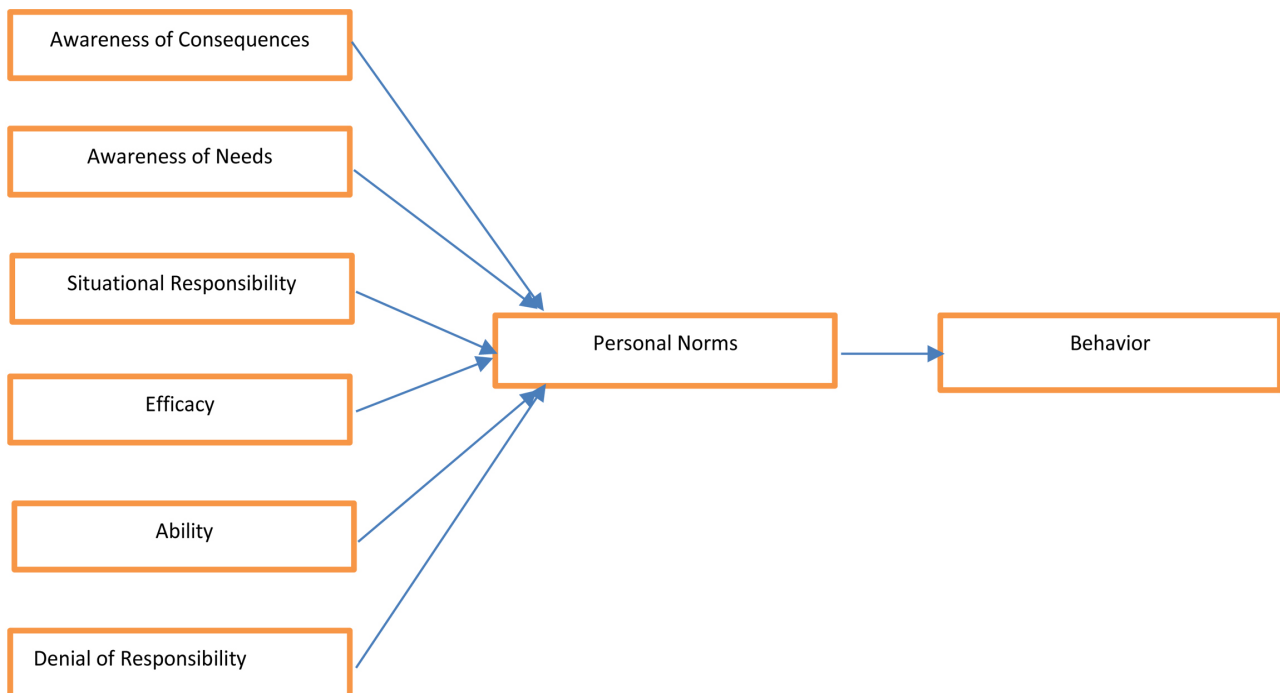 Awareness of Consequences
Awareness of Needs
Situational Responsibility
Efficacy
Ability
Denial of Responsibility
Personal Norms
Behavior